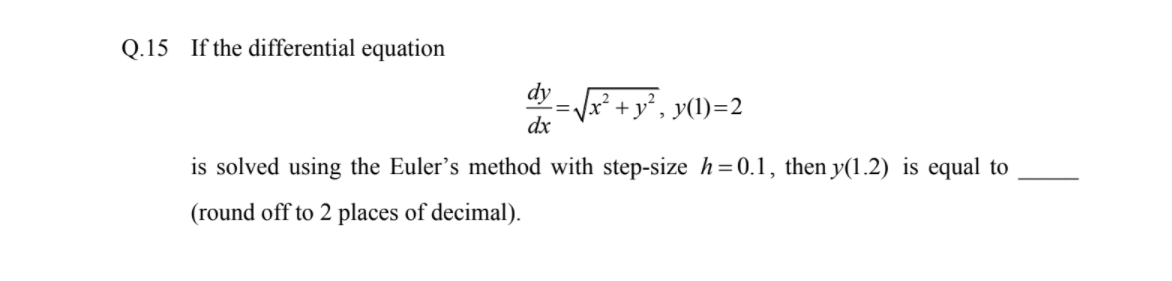 Q.15 If the differential equation
dy/dx = √(x² + y²), y(1)=2
is solved using the Euler's method with step-size h=0.1, then y(1.2) is equal to _____
(round off to 2 places of decimal).